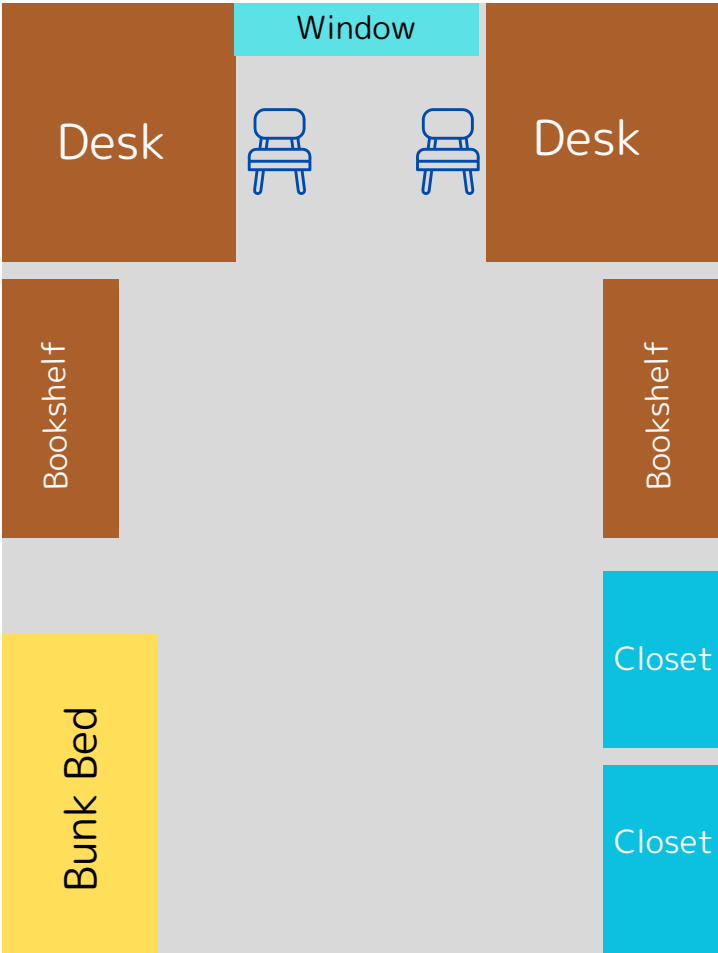 Window
Desk
Desk
Bookshelf
Bookshelf
Closet
Bunk Bed
Closet